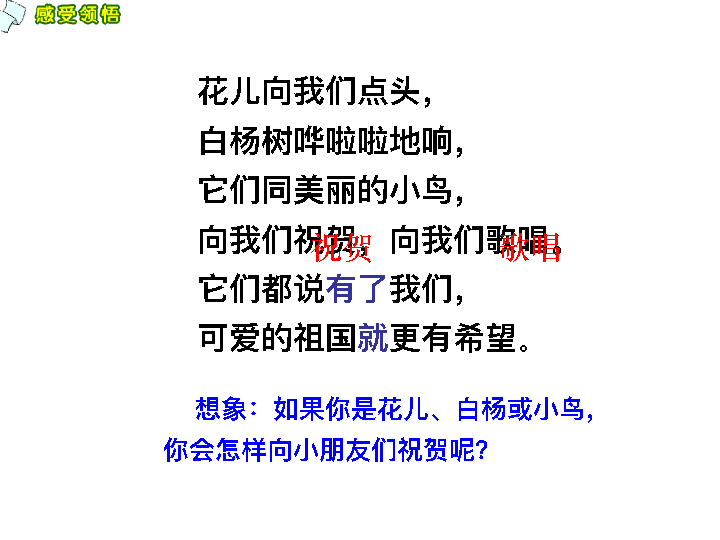 感受领悟
花儿向我们点头，
白杨树哗啦啦地响，
它们同美丽的小鸟，
向我们祝贺，向我们歌唱。
祝贺 歌唱
它们都说有了我们，
可爱的祖国就更有希望。
想象：如果你是花儿、白杨或小鸟，
你会怎样向小朋友们祝贺呢？